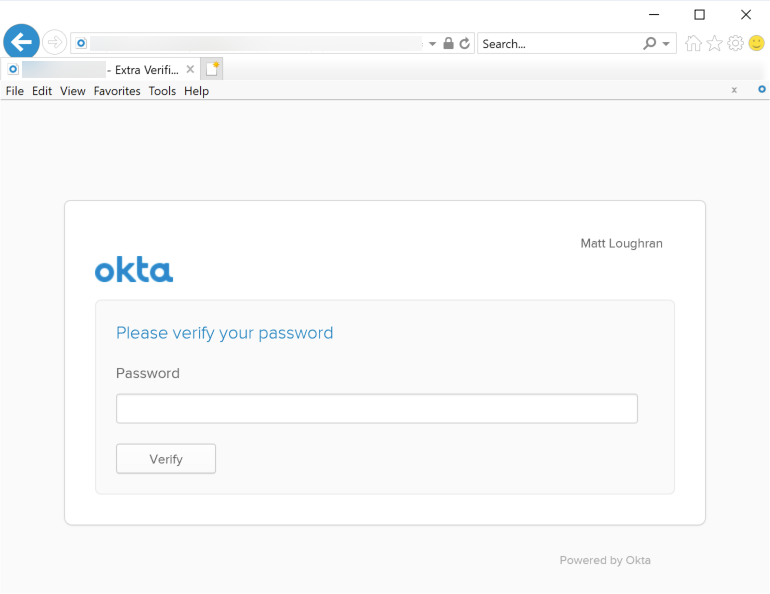 Search...
- Extra Verifi...
File Edit View Favorites Tools Help
x
Matt Loughran
okta
Please verify your password
Password
Verify
Powered by Okta